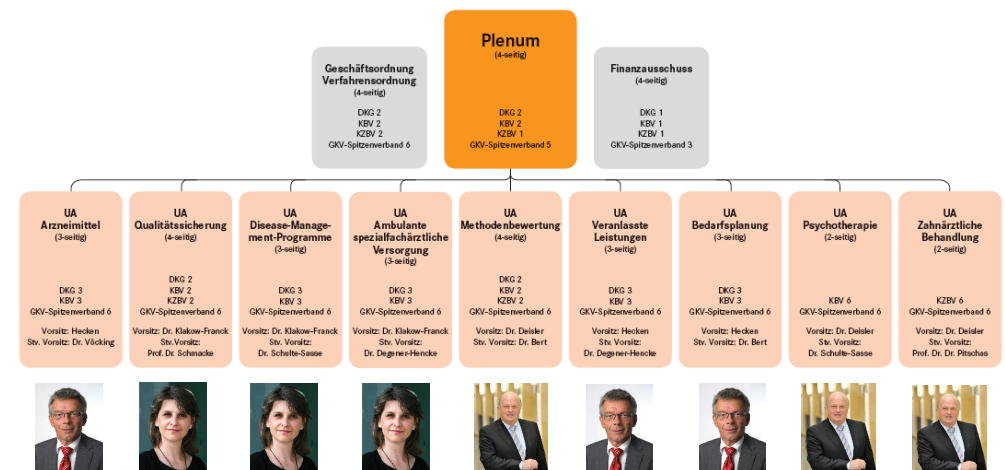 Plenum
(4-seitig)
DKG 2
KBV 2
KZBV 1
GKV-Spitzenverband 5
Geschäftsordnung
Verfahrensordnung
(4-seitig)
DKG 2
KBV 2
KZBV 2
GKV-Spitzenverband 6
Finanzausschuss
(4-seitig)
DKG 1
KBV 1
KZBV 1
GKV-Spitzenverband 3
UA
Arzneimittel
(3-seitig)
DKG 3
KBV 3
GKV-Spitzenverband 6
Vorsitz: Hecken
Stv. Vorsitz: Dr. Vöcking
UA
Qualitätssicherung
(4-seitig)
DKG 2
KBV 2
KZBV 2
GKV-Spitzenverband 6
Vorsitz: Dr. Klakow-Franck
Stv.Vorsitz:
Prof. Dr. Schmacke
UA
Disease-Manage-
ment-Programme
(3-seitig)
DKG 3
KBV 3
GKV-Spitzenverband 6
Vorsitz: Dr. Klakow-Franck
Stv. Vorsitz:
Dr. Schulte-Sasse
UA
Ambulante
spezialfachärztliche
Versorgung
(3-seitig)
DKG 3
KBV 3
GKV-Spitzenverband 6
Vorsitz: Dr. Klakow-Franck
Stv. Vorsitz:
Dr. Degener-Hencke
UA
Methodenbewertung
(4-seitig)
DKG 2
KBV 2
KZBV 2
GKV-Spitzenverband 6
Vorsitz: Dr. Deisler
Stv. Vorsitz: Dr. Bert
UA
Veranlasste
Leistungen
(3-seitig)
DKG 3
KBV 3
GKV-Spitzenverband 6
Vorsitz: Hecken
Stv. Vorsitz:
Dr. Degener-Hencke
UA
Bedarfsplanung
(3-seitig)
DKG 3
KBV 3
GKV-Spitzenverband 6
Vorsitz: Hecken
Stv. Vorsitz: Dr. Bert
UA
Psychotherapie
(2-seitig)
KBV 6
GKV-Spitzenverband 6
Vorsitz: Dr. Deisler
Stv. Vorsitz:
Dr. Schulte-Sasse
UA
Zahnärztliche
Behandlung
(2-seitig)
KZBV 6
GKV-Spitzenverband 6
Vorsitz: Dr. Deisler
Stv. Vorsitz:
Prof. Dr. Dr. Pitschas